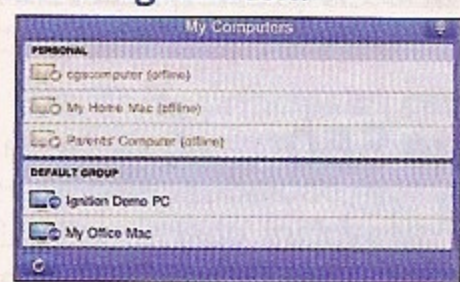 My Computers
PERSONAL
cgscomputer (offline)
My Home Mac (offline)
Parents' Computer (offline)
DEFAULT GROUP
Ignition Demo PC
My Office Mac